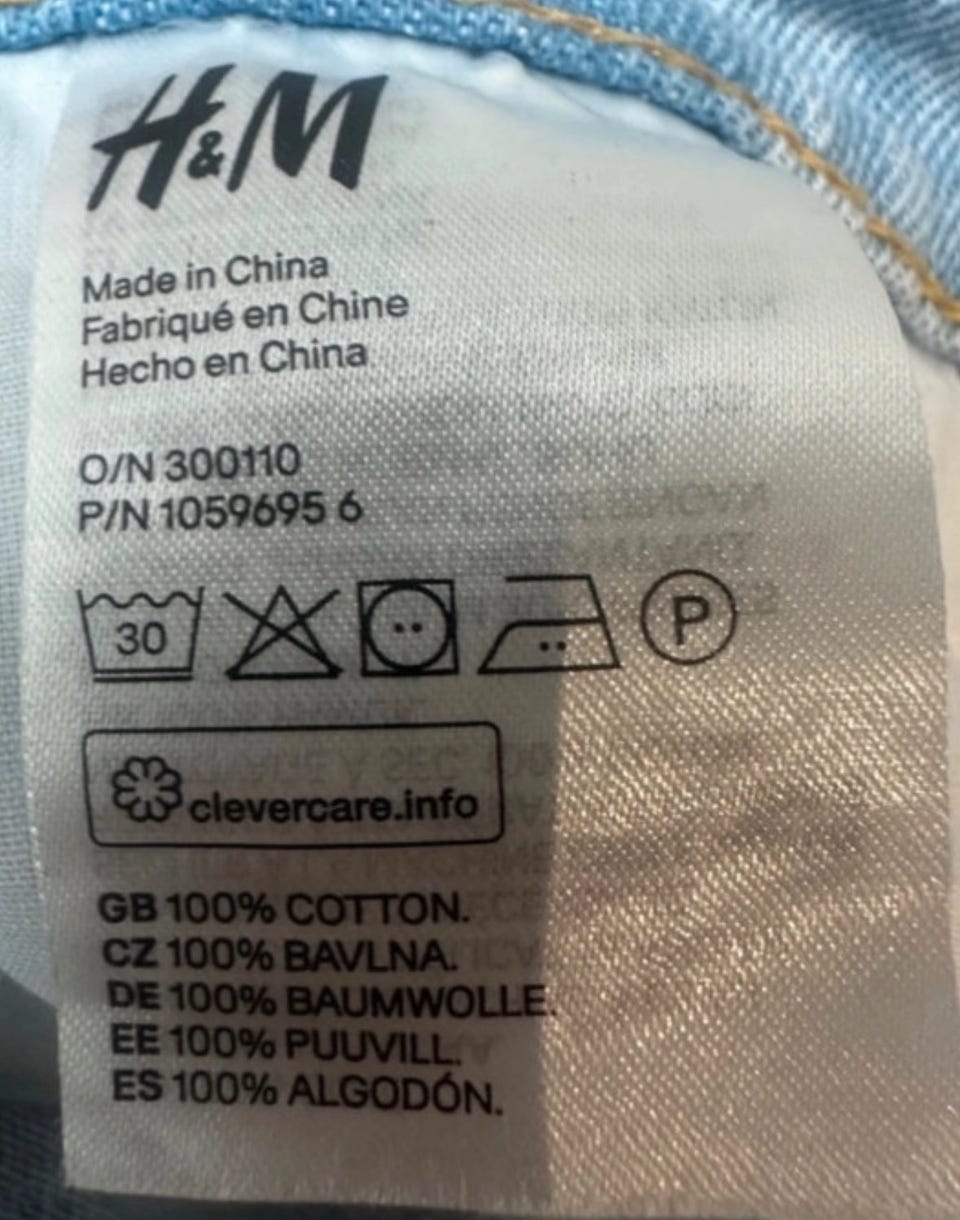 H&M
Made in China
Fabriqué en Chine
Hecho en China
O/N 300110
P/N 1059695 6
30 P
clevercare.info
GB 100% COTTON.
CZ 100% BAVLNA.
DE 100% BAUMWOLLE.
EE 100% PUUVILL.
ES 100% ALGODÓN.